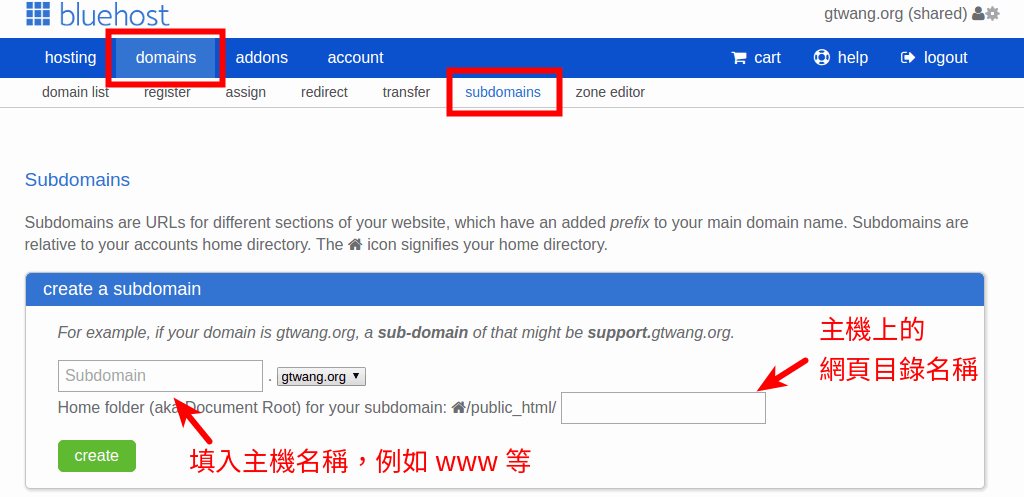 bluehost
gtwang.org (shared)
hosting domains addons account cart help logout
domain list register assign redirect transfer subdomains zone editor
Subdomains
Subdomains are URLs for different sections of your website, which have an added prefix to your main domain name. Subdomains are
relative to your accounts home directory. The icon signifies your home directory.
create a subdomain
For example, if your domain is gtwang.org, a sub-domain of that might be support.gtwang.org.
主機上的
網頁目錄名稱
Subdomain . gtwang.org
Home folder (aka Document Root) for your subdomain: /public_html/
create
填入主機名稱，例如 www 等